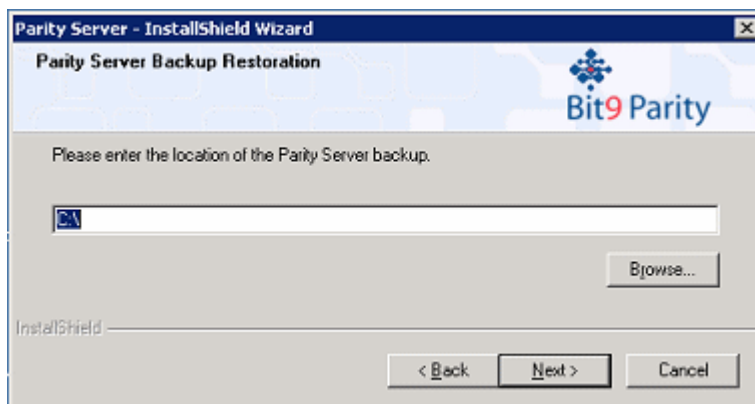 Parity Server - InstallShield Wizard
Parity Server Backup Restoration
Bit9 Parity
Please enter the location of the Parity Server backup.
C:\
Browse...
InstallShield
< Back
Next >
Cancel